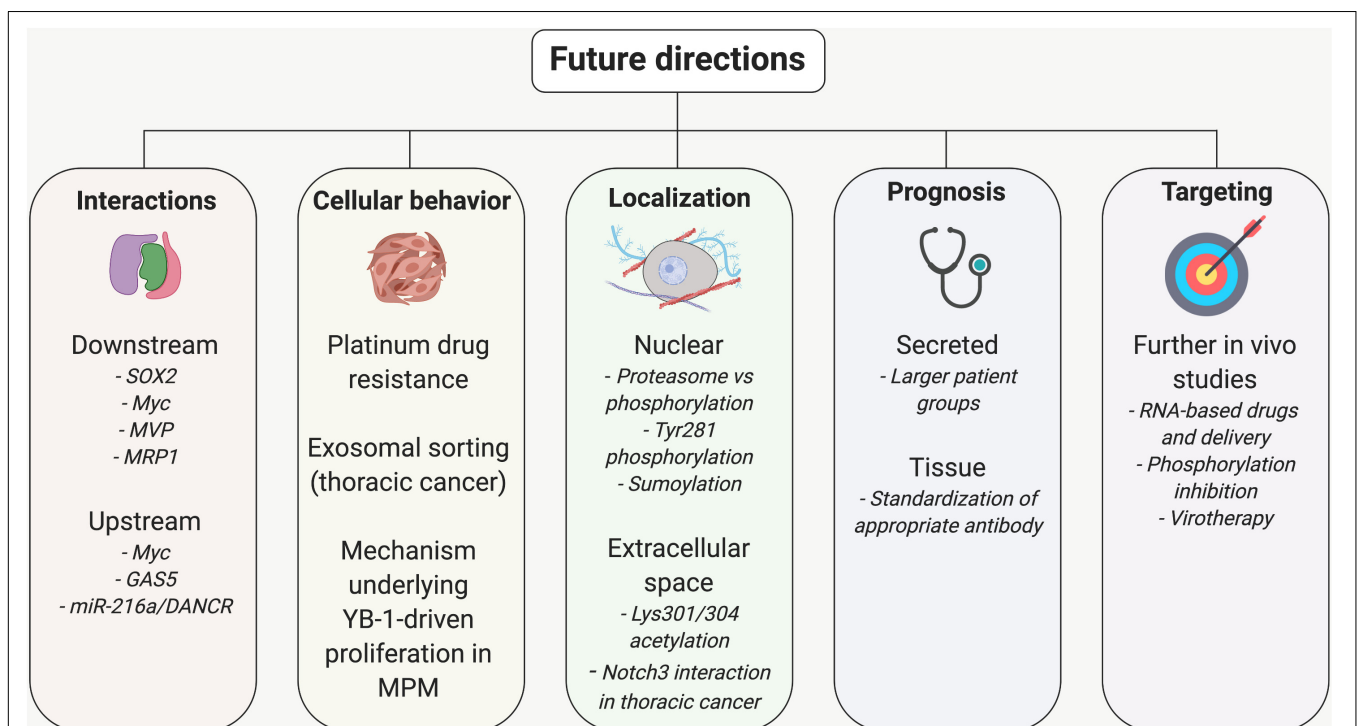 Future directions
Interactions
Downstream
- SOX2
- Myc
- MVP
- MRP1
Upstream
- Myc
- GAS5
- miR-216a/DANCR
Cellular behavior
Platinum drug
resistance
Exosomal sorting
(thoracic cancer)
Mechanism
underlying
YB-1-driven
proliferation in
MPM
Localization
Nuclear
- Proteasome vs
phosphorylation
- Tyr281
phosphorylation
- Sumoylation
Extracellular
space
- Lys301/304
acetylation
- Notch3 interaction
in thoracic cancer
Prognosis
Secreted
- Larger patient
groups
Tissue
- Standardization of
appropriate antibody
Targeting
Further in vivo
studies
- RNA-based drugs
and delivery
- Phosphorylation
inhibition
- Virotherapy